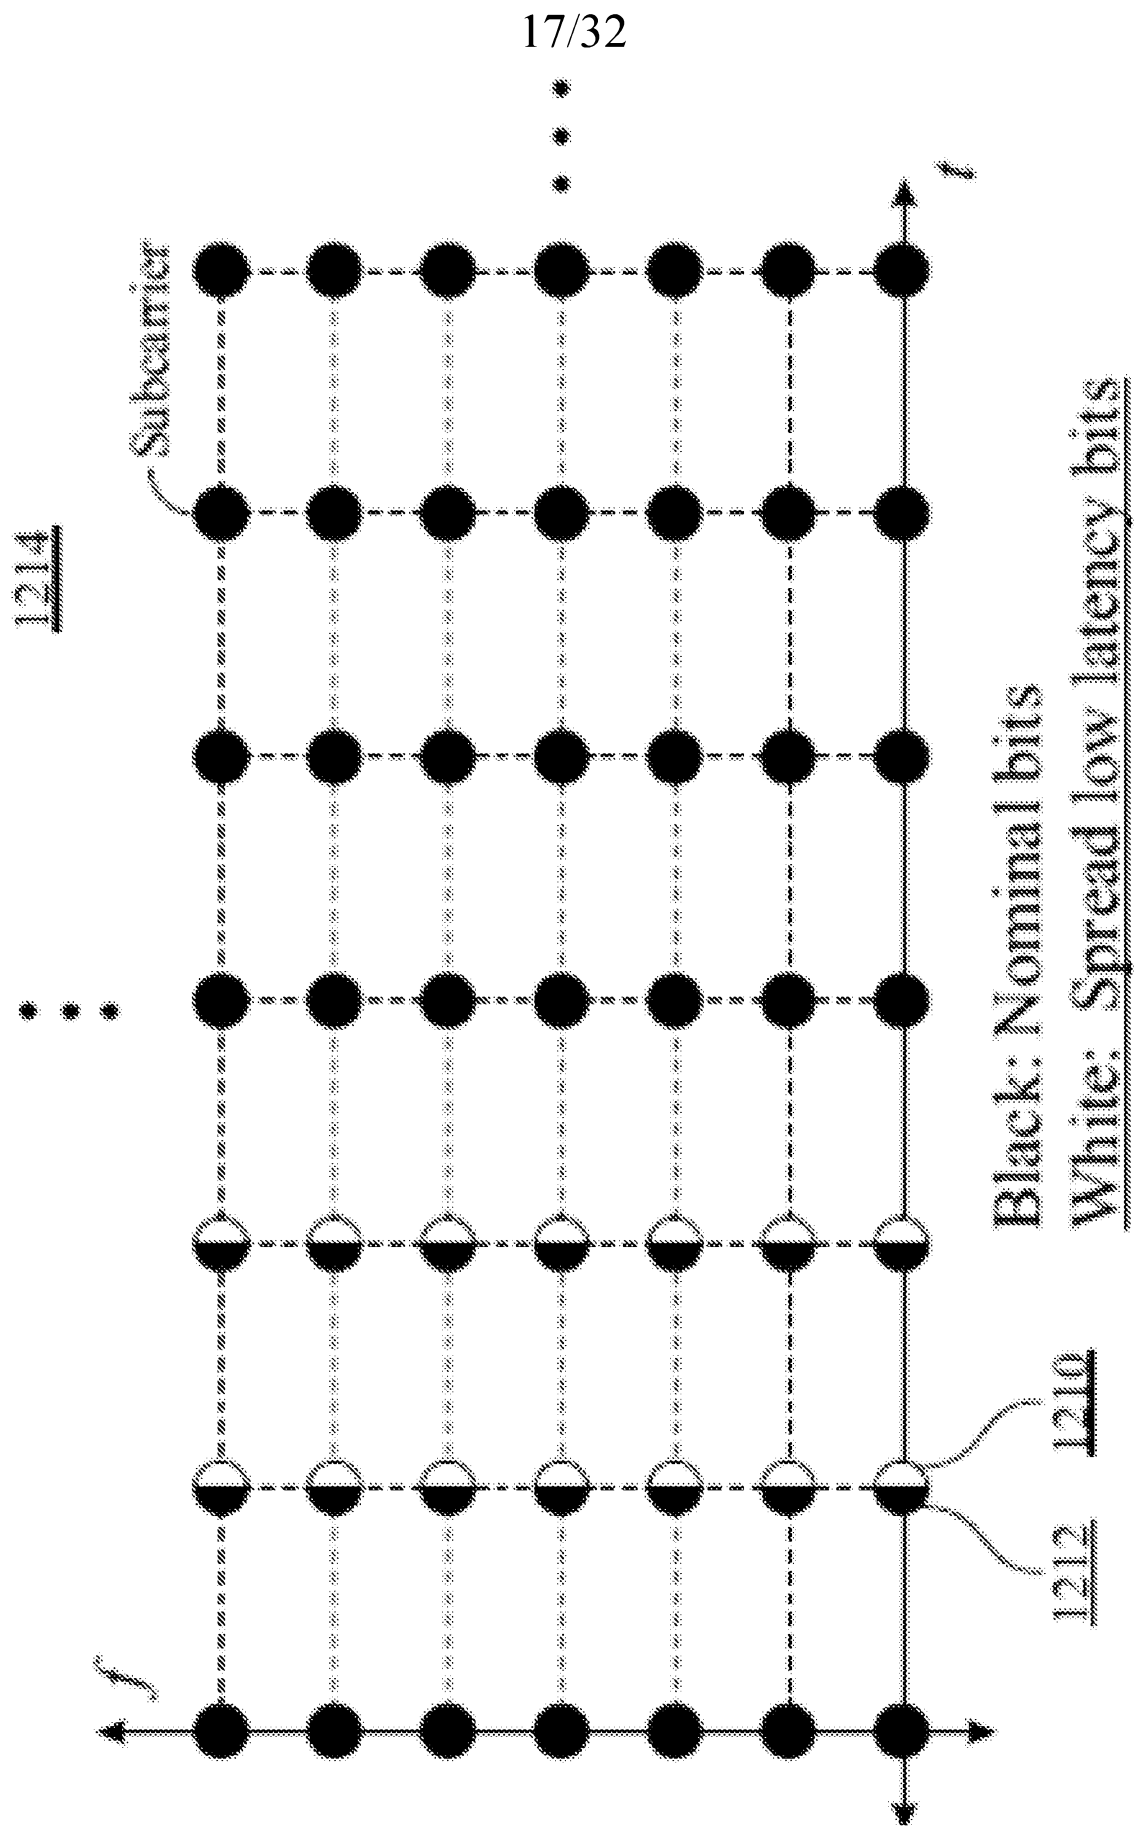 17/32
1214
Subcarrier
t
f
1210
1212
Black: Nominal bits
White: Spread low latency bits